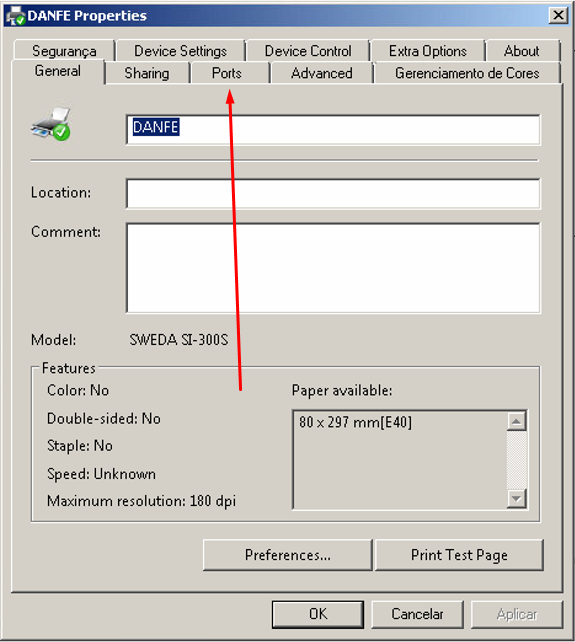 DANFE Properties
Segurança Device Settings Device Control Extra Options About
General Sharing Ports Advanced Gerenciamento de Cores
DANFE
Location:
Comment:
Model: SWEDA SI-300S
Features
Color: No Paper available:
Double-sided: No 80 x 297 mm[E40]
Staple: No
Speed: Unknown
Maximum resolution: 180 dpi
Preferences... Print Test Page
OK Cancelar Aplicar